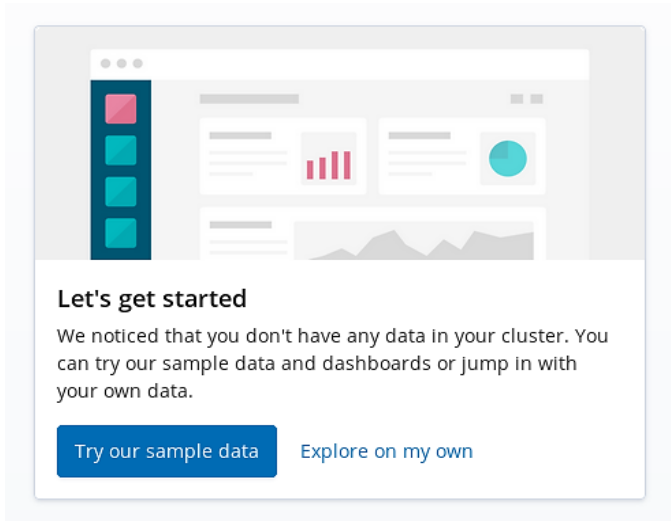 Let's get started
We noticed that you don't have any data in your cluster. You
can try our sample data and dashboards or jump in with
your own data.
Try our sample data
Explore on my own